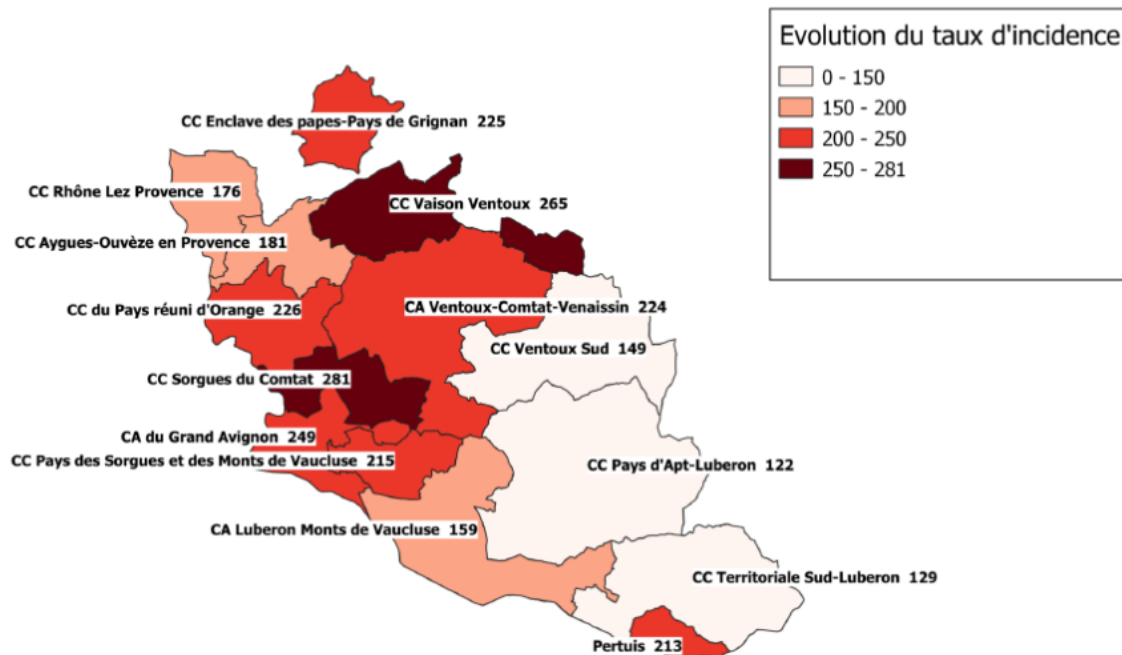 Evolution du taux d'incidence
0 - 150
150 - 200
200 - 250
250 - 281
CC Enclave des papes-Pays de Grignan 225
CC Rhône Lez Provence 176
CC Vaison Ventoux 265
CC Aygues-Ouvèze en Provence 181
CC du Pays réuni d'Orange 226
CA Ventoux-Comtat-Venaissin 224
CC Ventoux Sud 149
CC Sorgues du Comtat 281
CA du Grand Avignon 249
CC Pays des Sorgues et des Monts de Vaucluse 215
CC Pays d'Apt-Luberon 122
CA Luberon Monts de Vaucluse 159
CC Territoriale Sud-Luberon 129
Pertuis 213